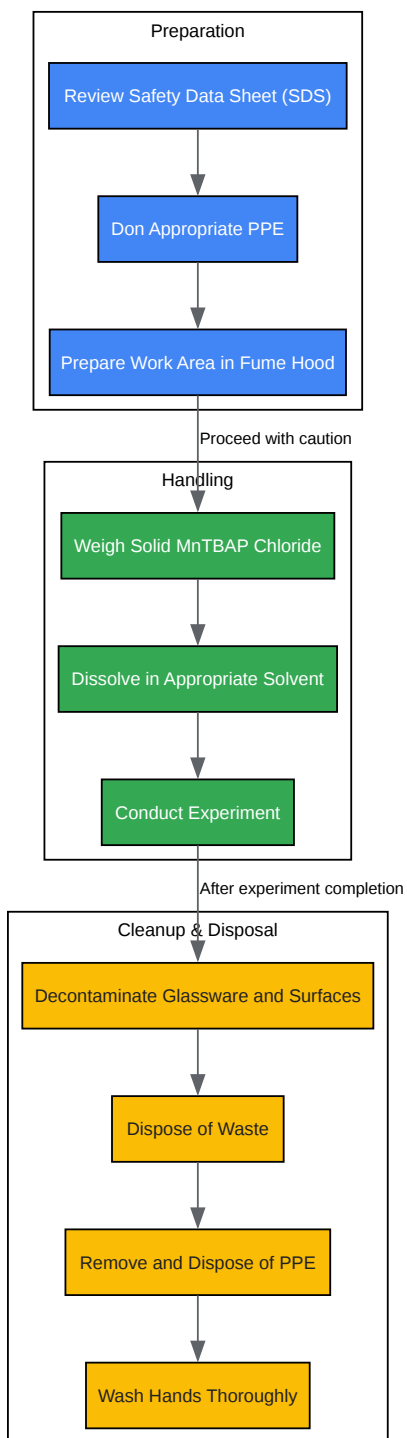 Preparation
Review Safety Data Sheet (SDS)
Don Appropriate PPE
Prepare Work Area in Fume Hood
Proceed with caution
Handling
Weigh Solid MnTBAP Chloride
Dissolve in Appropriate Solvent
Conduct Experiment
After experiment completion
Cleanup & Disposal
Decontaminate Glassware and Surfaces
Dispose of Waste
Remove and Dispose of PPE
Wash Hands Thoroughly